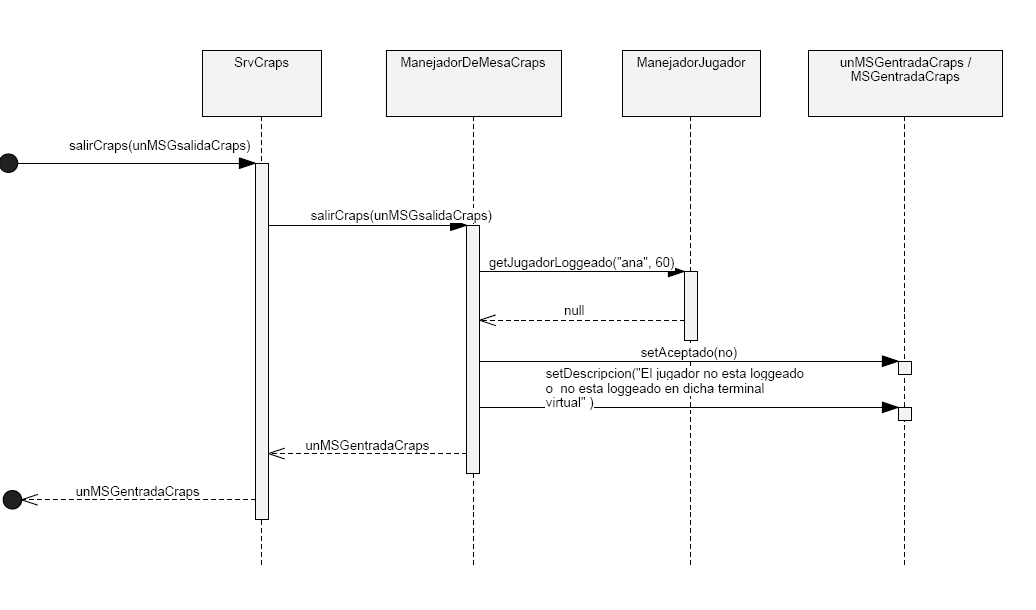 SrvCraps
ManejadorDeMesaCraps
ManejadorJugador
unMSGentradaCraps /
MSGentradaCraps
salirCraps(unMSGsalidaCraps)
salirCraps(unMSGsalidaCraps)
getJugadorLoggeado("ana", 60)
null
setAceptado(no)
setDescripcion("El jugador no esta loggeado
o no esta loggeado en dicha terminal
virtual" )
unMSGentradaCraps
unMSGentradaCraps